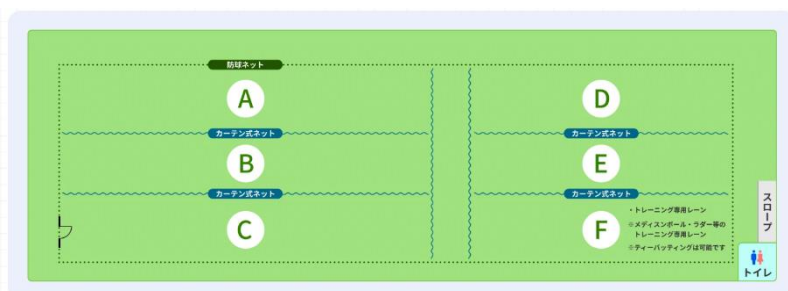 防球ネット
A
D
カーテン式ネット
カーテン式ネット
B
E
カーテン式ネット
カーテン式ネット
C
F
・トレーニング専用レーン
※メディスンボール・ラダー等の
トレーニング専用レーン
※ティーバッティングは可能です
スロープ
トイレ